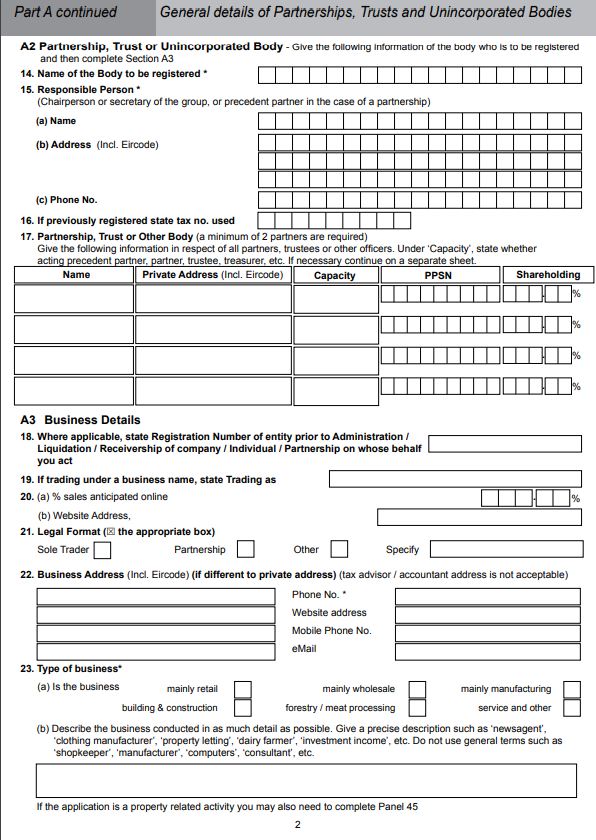 Part A continued General details of Partnerships, Trusts and Unincorporated Bodies
A2 Partnership, Trust or Unincorporated Body - Give the following information of the body who is to be registered
and then complete Section A3
14. Name of the Body to be registered *
15. Responsible Person *
(Chairperson or secretary of the group, or precedent partner in the case of a partnership)
(a) Name
(b) Address (Incl. Eircode)
(c) Phone No.
16. If previously registered state tax no. used
17. Partnership, Trust or Other Body (a minimum of 2 partners are required)
Give the following information in respect of all partners, trustees or other officers. Under ‘Capacity’, state whether
acting precedent partner, partner, trustee, treasurer, etc. If necessary continue on a separate sheet.
Name Private Address (Incl. Eircode) Capacity PPSN Shareholding
. %
. %
. %
. %
A3 Business Details
18. Where applicable, state Registration Number of entity prior to Administration /
Liquidation / Receivership of company / Individual / Partnership on whose behalf
you act
19. If trading under a business name, state Trading as
20. (a) % sales anticipated online . %
(b) Website Address,
21. Legal Format (☒ the appropriate box)
Sole Trader Partnership Other Specify
22. Business Address (Incl. Eircode) (if different to private address) (tax advisor / accountant address is not acceptable)
Phone No. *
Website address
Mobile Phone No.
eMail
23. Type of business*
(a) Is the business mainly retail mainly wholesale mainly manufacturing
building & construction forestry / meat processing service and other
(b) Describe the business conducted in as much detail as possible. Give a precise description such as ‘newsagent’,
‘clothing manufacturer’, ‘property letting’, ‘dairy farmer’, ‘investment income’, etc. Do not use general terms such as
‘shopkeeper’, ‘manufacturer’, ‘computers’, ‘consultant’, etc.
If the application is a property related activity you may also need to complete Panel 45
2